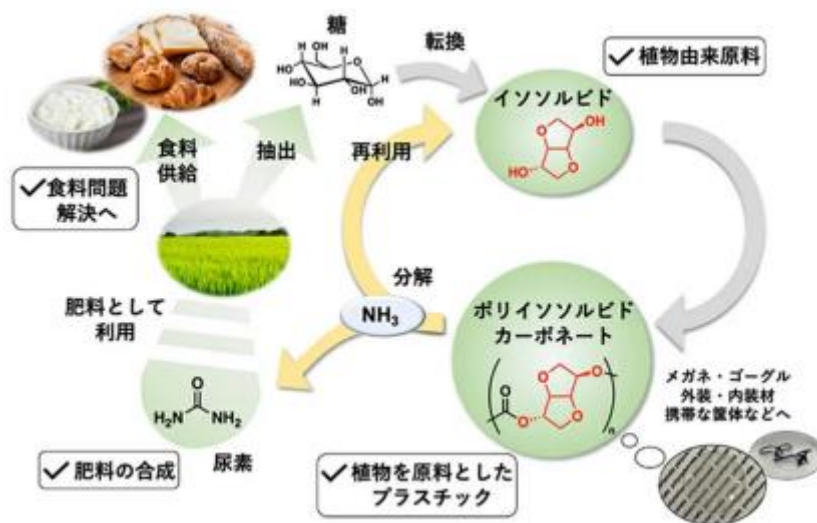 糖
転換
✓植物由来原料
イソソルビド
OH
HO
食料
供給
抽出
再利用
✓食料問題
解決へ
分解
NH₃
肥料として
利用
ポリイソソルビド
カーボネート
O
O
O
O
O
n
メガネ・ゴーグル
外装・内装材
携帯な筐体などへ
O
H₂N
NH₂
尿素
✓肥料の合成
✓植物を原料とした
プラスチック